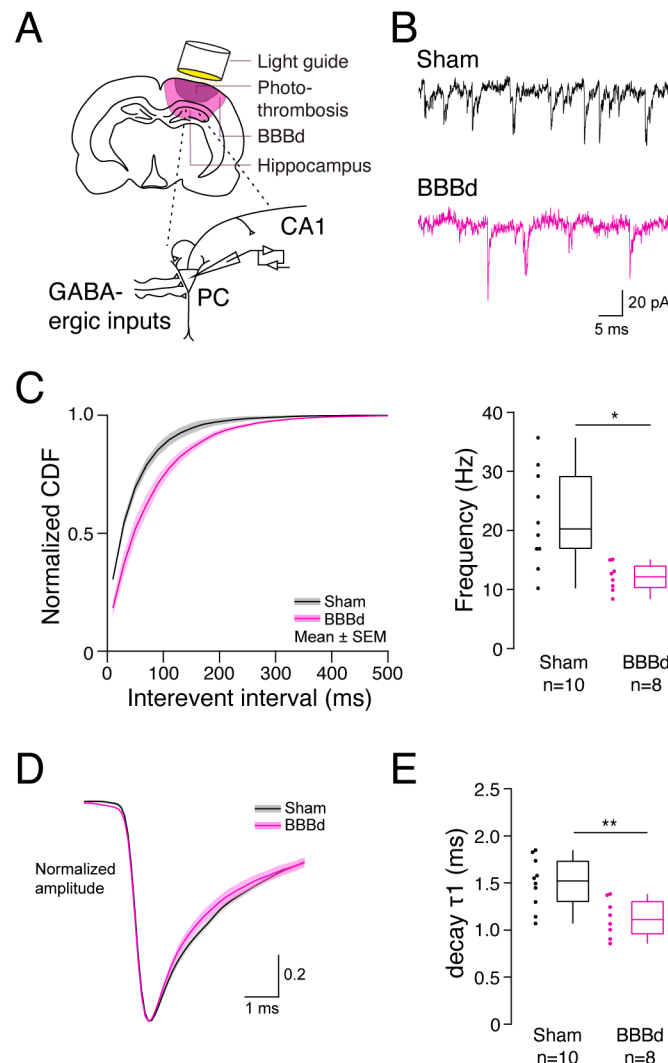 A
Light guide
Photo-
thrombosis
BBBd
Hippocampus
CA1
GABA-
ergic inputs
PC
B
Sham
BBBd
20 pA
5 ms
C
Normalized CDF
1.0
0.5
0
0
100
200
300
400
500
Interevent interval (ms)
Sham
BBBd
Mean ± SEM
Frequency (Hz)
40
30
20
10
0
*
Sham
n=10
BBBd
n=8
D
Sham
BBBd
Normalized
amplitude
0.2
1 ms
E
decay τ1 (ms)
2.5
2.0
1.5
1.0
0.5
0
**
Sham
n=10
BBBd
n=8